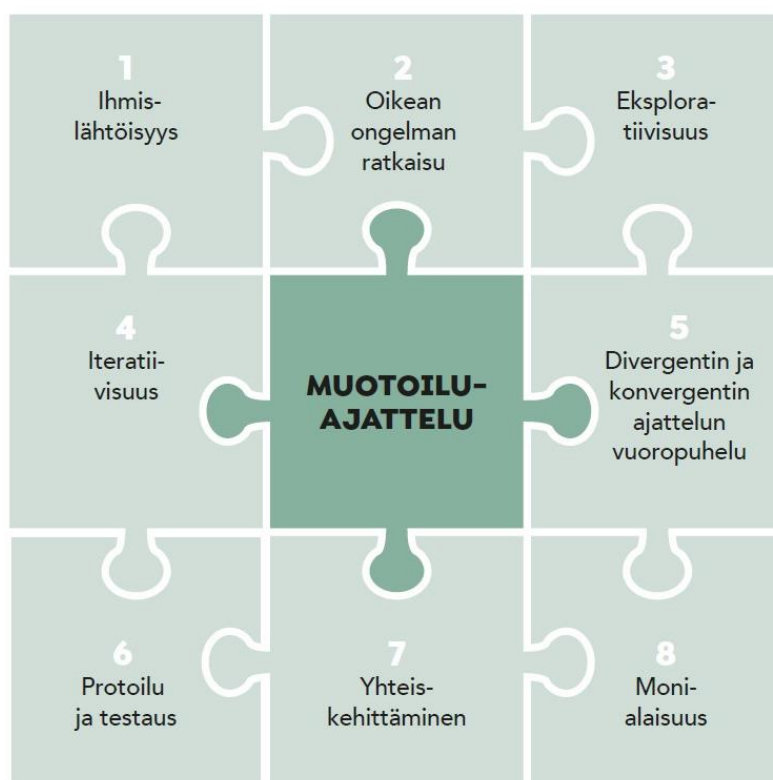 1
Ihmis-
lähtöisyys
2
Oikean
ongelman
ratkaisu
3
Eksplora-
tiivisuus
4
Iteratii-
visuus
MUOTOILU-
AJATTELU
5
Divergentin ja
konvergentin
ajattelun
vuoropuhelu
6
Protoilu
ja testaus
7
Yhteis-
kehittäminen
8
Moni-
alaisuus